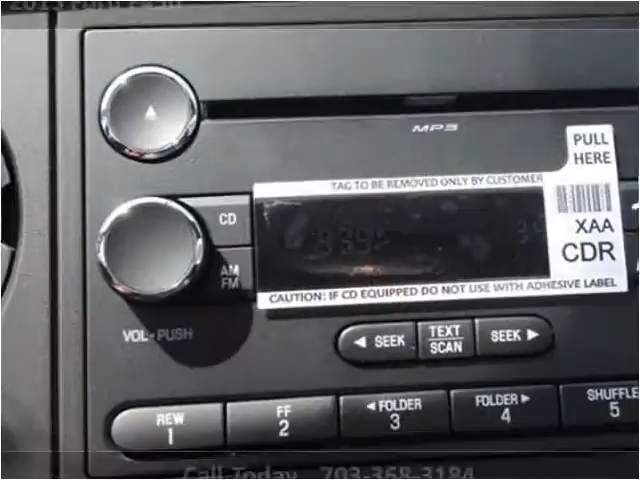 MP3
PULL
HERE
TAG TO BE REMOVED ONLY BY CUSTOMER
XAA
CDR
CD
AM
FM
CAUTION: IF CD EQUIPPED DO NOT USE WITH ADHESIVE LABEL
VOL-PUSH
◄ SEEK
TEXT
SCAN
SEEK ►
REW
1
FF
2
◄ FOLDER
3
FOLDER ►
4
SHUFFLE
5
Call Today 703-368-3184